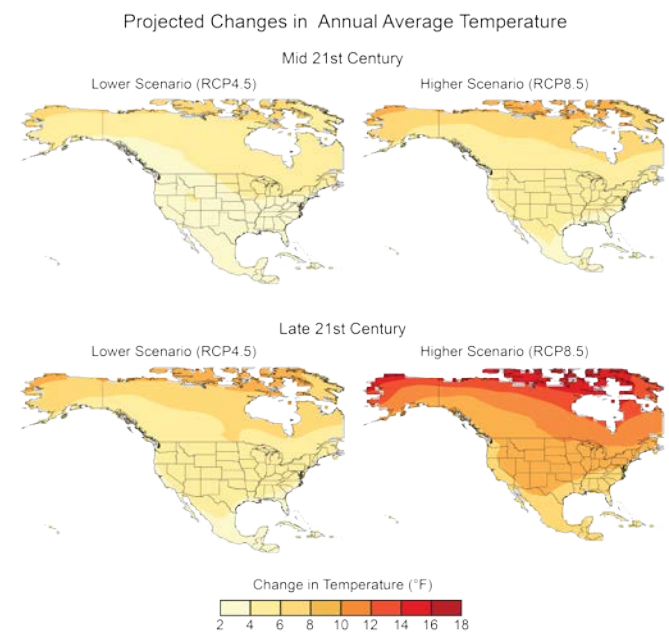 Projected Changes in Annual Average Temperature
Mid 21st Century
Lower Scenario (RCP4.5)
Higher Scenario (RCP8.5)
Late 21st Century
Lower Scenario (RCP4.5)
Higher Scenario (RCP8.5)
Change in Temperature (°F)
2 4 6 8 10 12 14 16 18